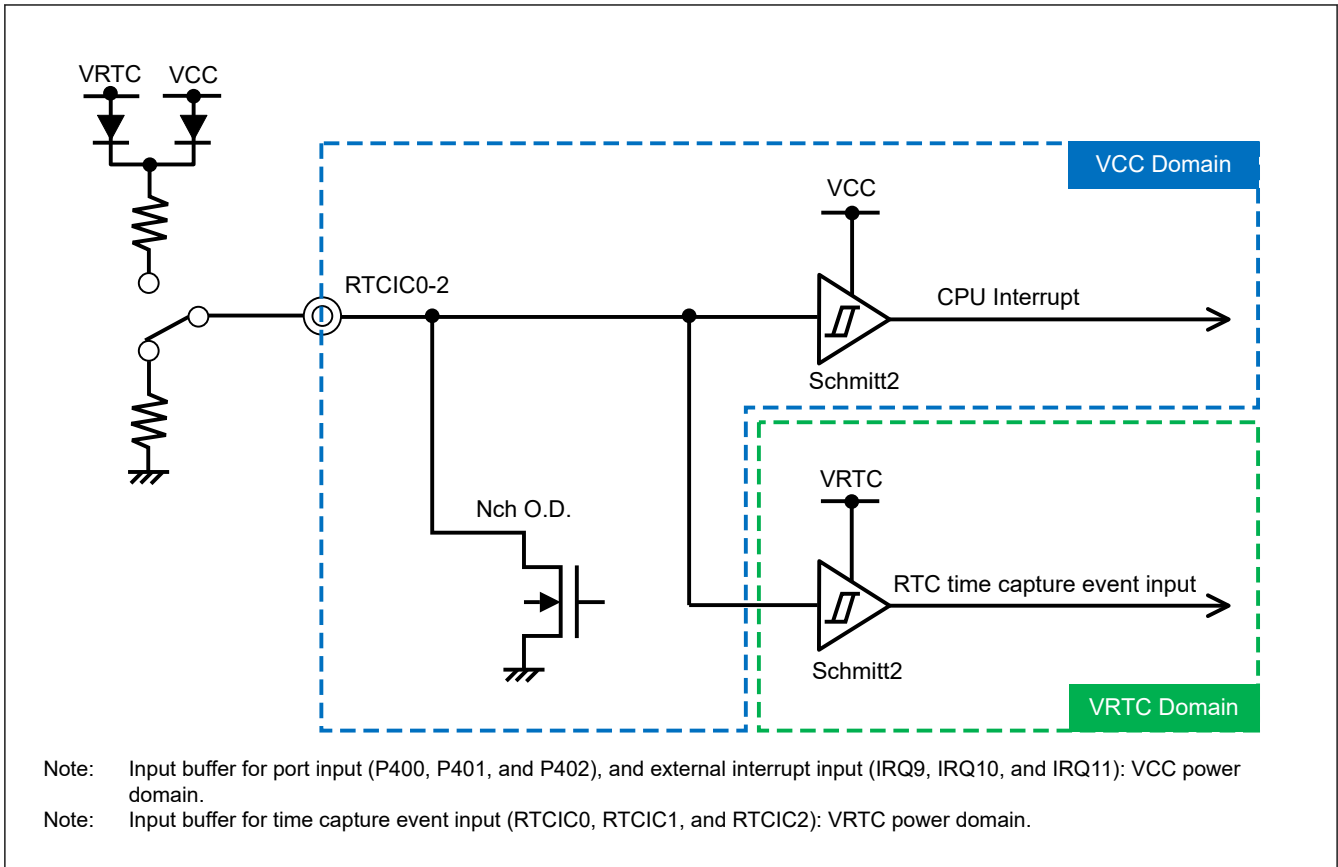 VRTC VCC
VCC Domain
VCC
RTCIC0-2
CPU Interrupt
Schmitt2
VRTC
Nch O.D.
RTC time capture event input
Schmitt2
VRTC Domain
Note: Input buffer for port input (P400, P401, and P402), and external interrupt input (IRQ9, IRQ10, and IRQ11): VCC power
domain.
Note: Input buffer for time capture event input (RTCIC0, RTCIC1, and RTCIC2): VRTC power domain.